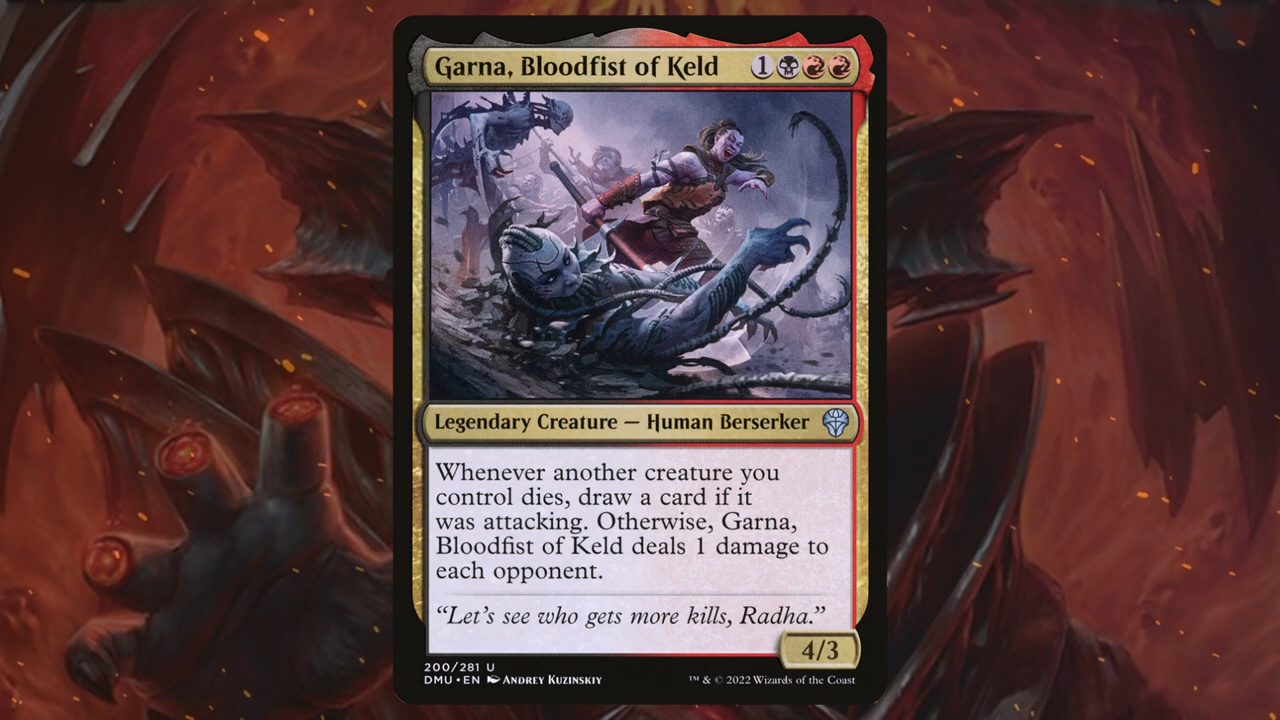 Garna, Bloodfist of Keld 1
Legendary Creature — Human Berserker
Whenever another creature you
control dies, draw a card if it
was attacking. Otherwise, Garna,
Bloodfist of Keld deals 1 damage to
each opponent.
“Let's see who gets more kills, Radha.”
4/3
200/281 U
DMU • EN Andrey Kuzinskiy
™ & © 2022 Wizards of the Coast